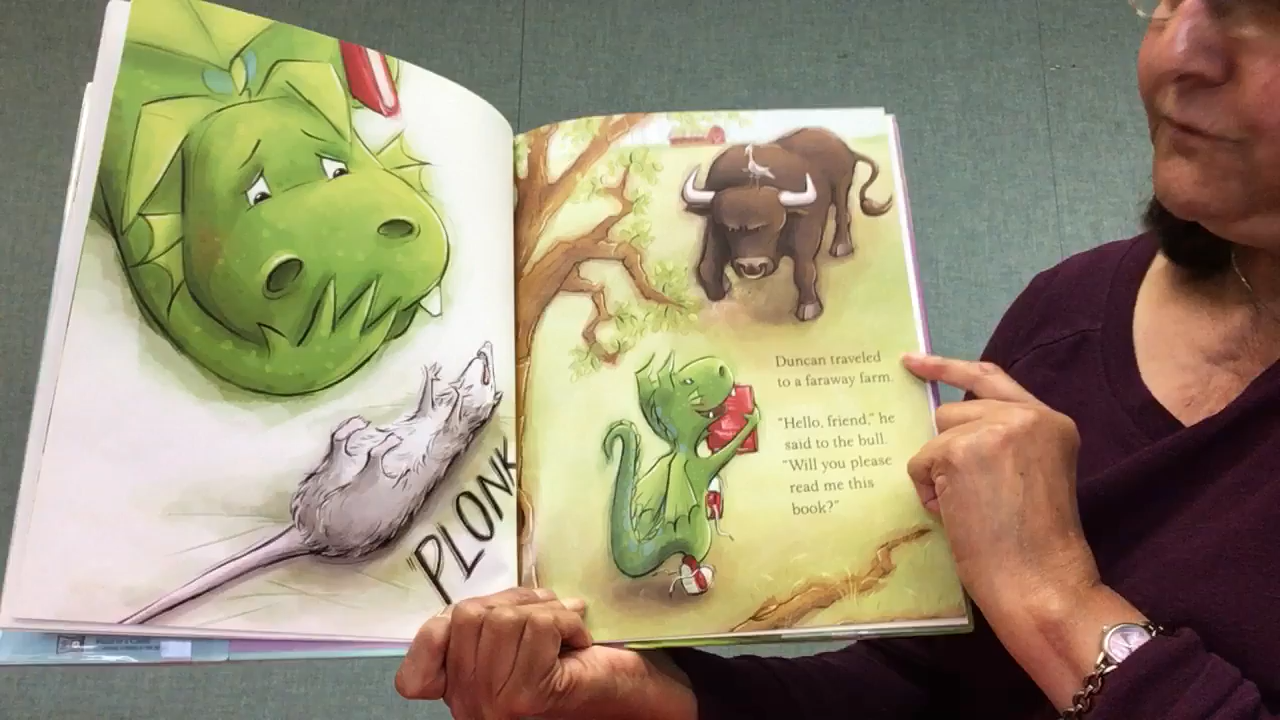 PLONK
Duncan traveled
to a faraway farm.
"Hello, friend," he
said to the bull.
"Will you please
read me this
book?"